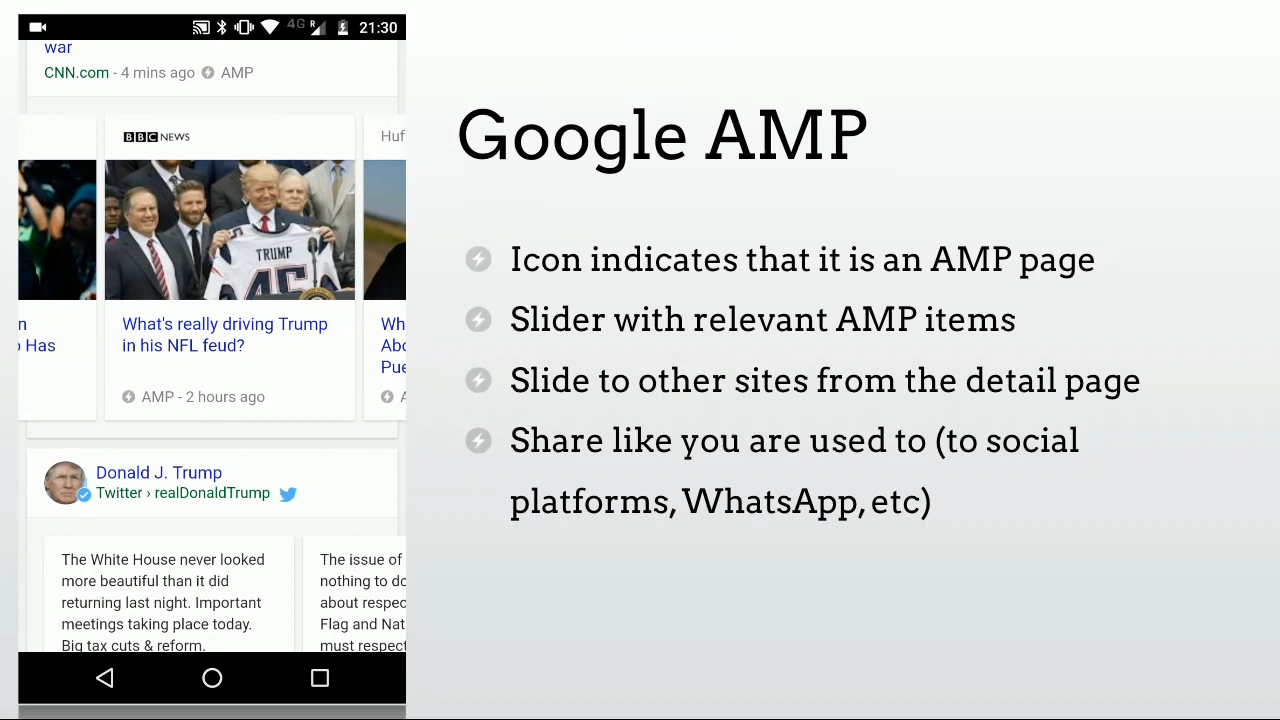 4G R 21:30
war
CNN.com - 4 mins ago AMP
BBC NEWS
Huf
TRUMP
45
n
Has
What's really driving Trump
in his NFL feud?
Wh
Abo
Pue
AMP - 2 hours ago
A
Donald J. Trump
Twitter › realDonaldTrump
The White House never looked
more beautiful than it did
returning last night. Important
meetings taking place today.
Big tax cuts & reform.
The issue of
nothing to do
about respec
Flag and Nat
must respect
Google AMP
Icon indicates that it is an AMP page
Slider with relevant AMP items
Slide to other sites from the detail page
Share like you are used to (to social
platforms, WhatsApp, etc)